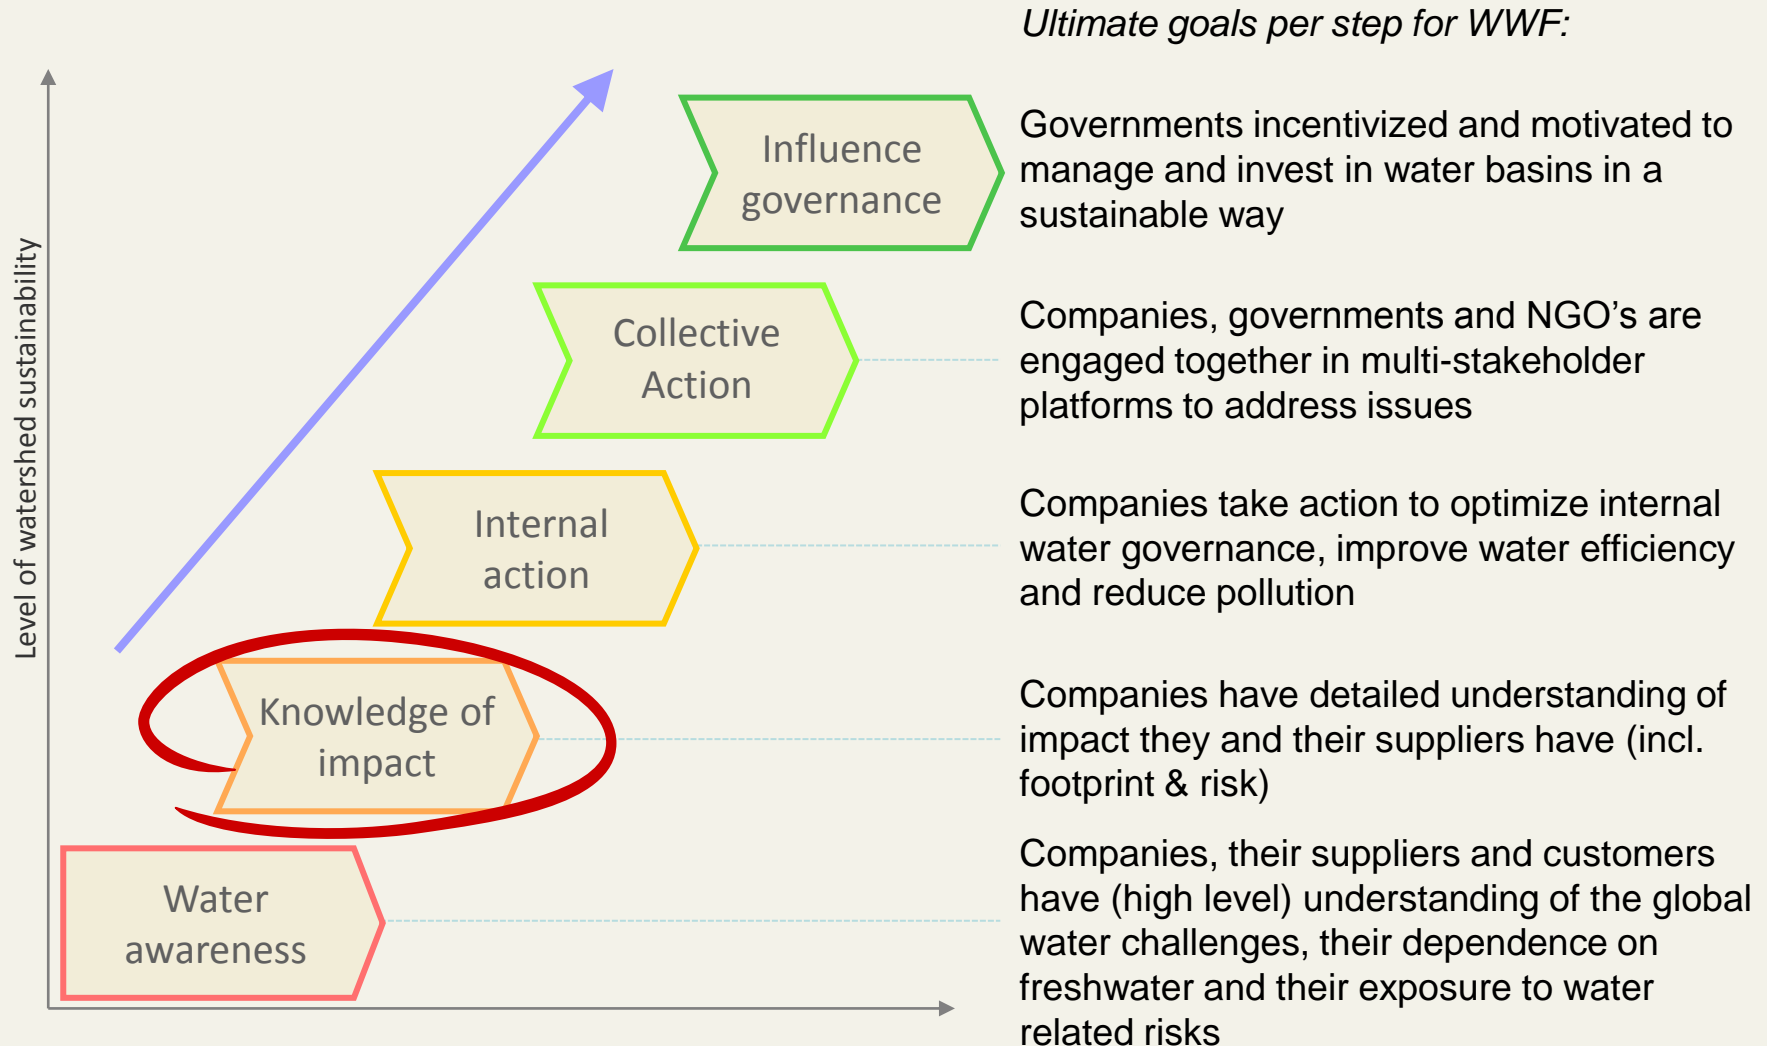 Ultimate goals per step for WWF:
Level of watershed sustainability
Influence
governance
Governments incentivized and motivated to
manage and invest in water basins in a
sustainable way
Collective
Action
Companies, governments and NGO’s are
engaged together in multi-stakeholder
platforms to address issues
Internal
action
Companies take action to optimize internal
water governance, improve water efficiency
and reduce pollution
Knowledge of
impact
Companies have detailed understanding of
impact they and their suppliers have (incl.
footprint & risk)
Water
awareness
Companies, their suppliers and customers
have (high level) understanding of the global
water challenges, their dependence on
freshwater and their exposure to water
related risks